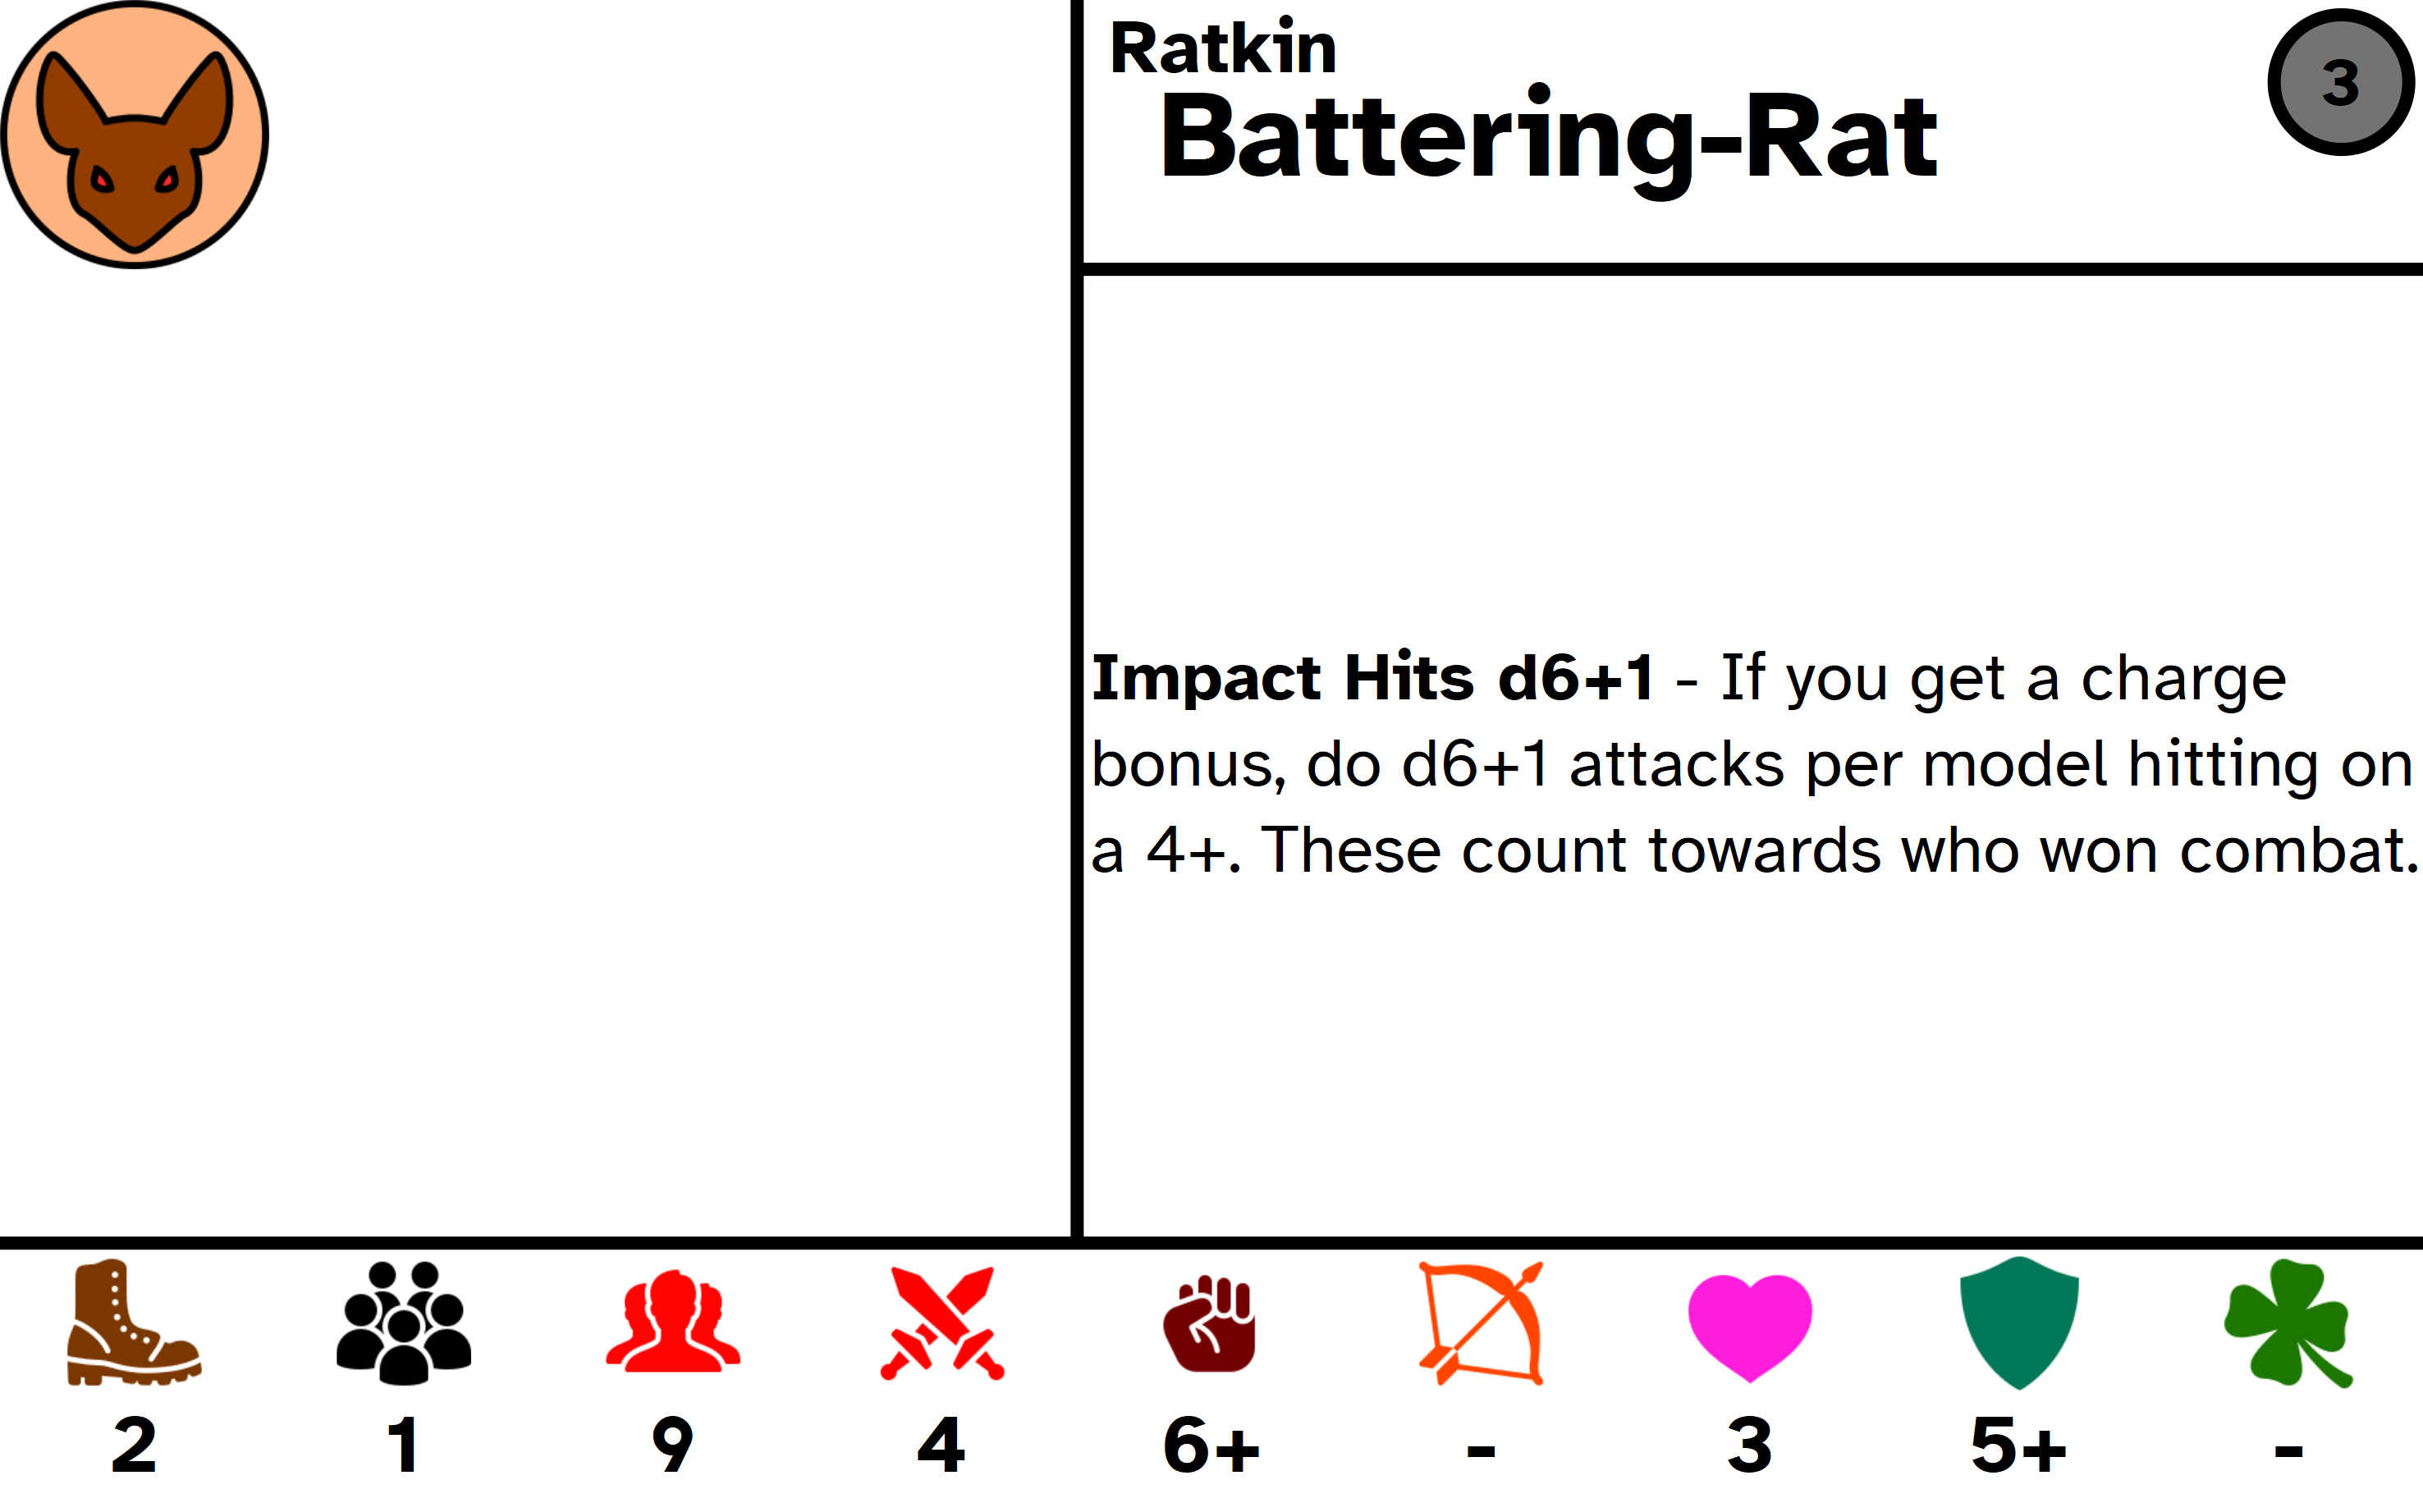 Ratkin
3
Battering-Rat
Impact Hits d6+1 - If you get a charge
bonus, do d6+1 attacks per model hitting on
a 4+. These count towards who won combat.
2 1 9 4 6+ - 3 5+ -